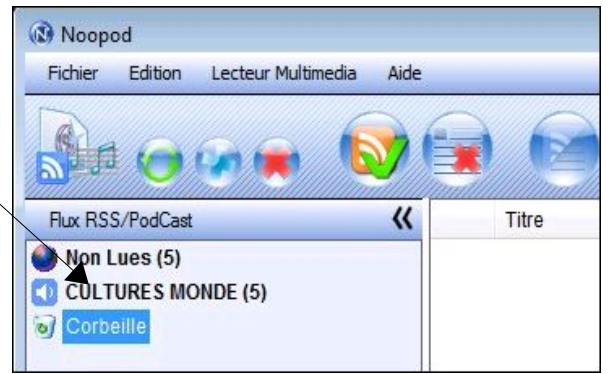 Noopod
Fichier Edition Lecteur Multimedia Aide
Flux RSS/PodCast Titre
Non Lues (5)
CULTURES MONDE (5)
Corbeille